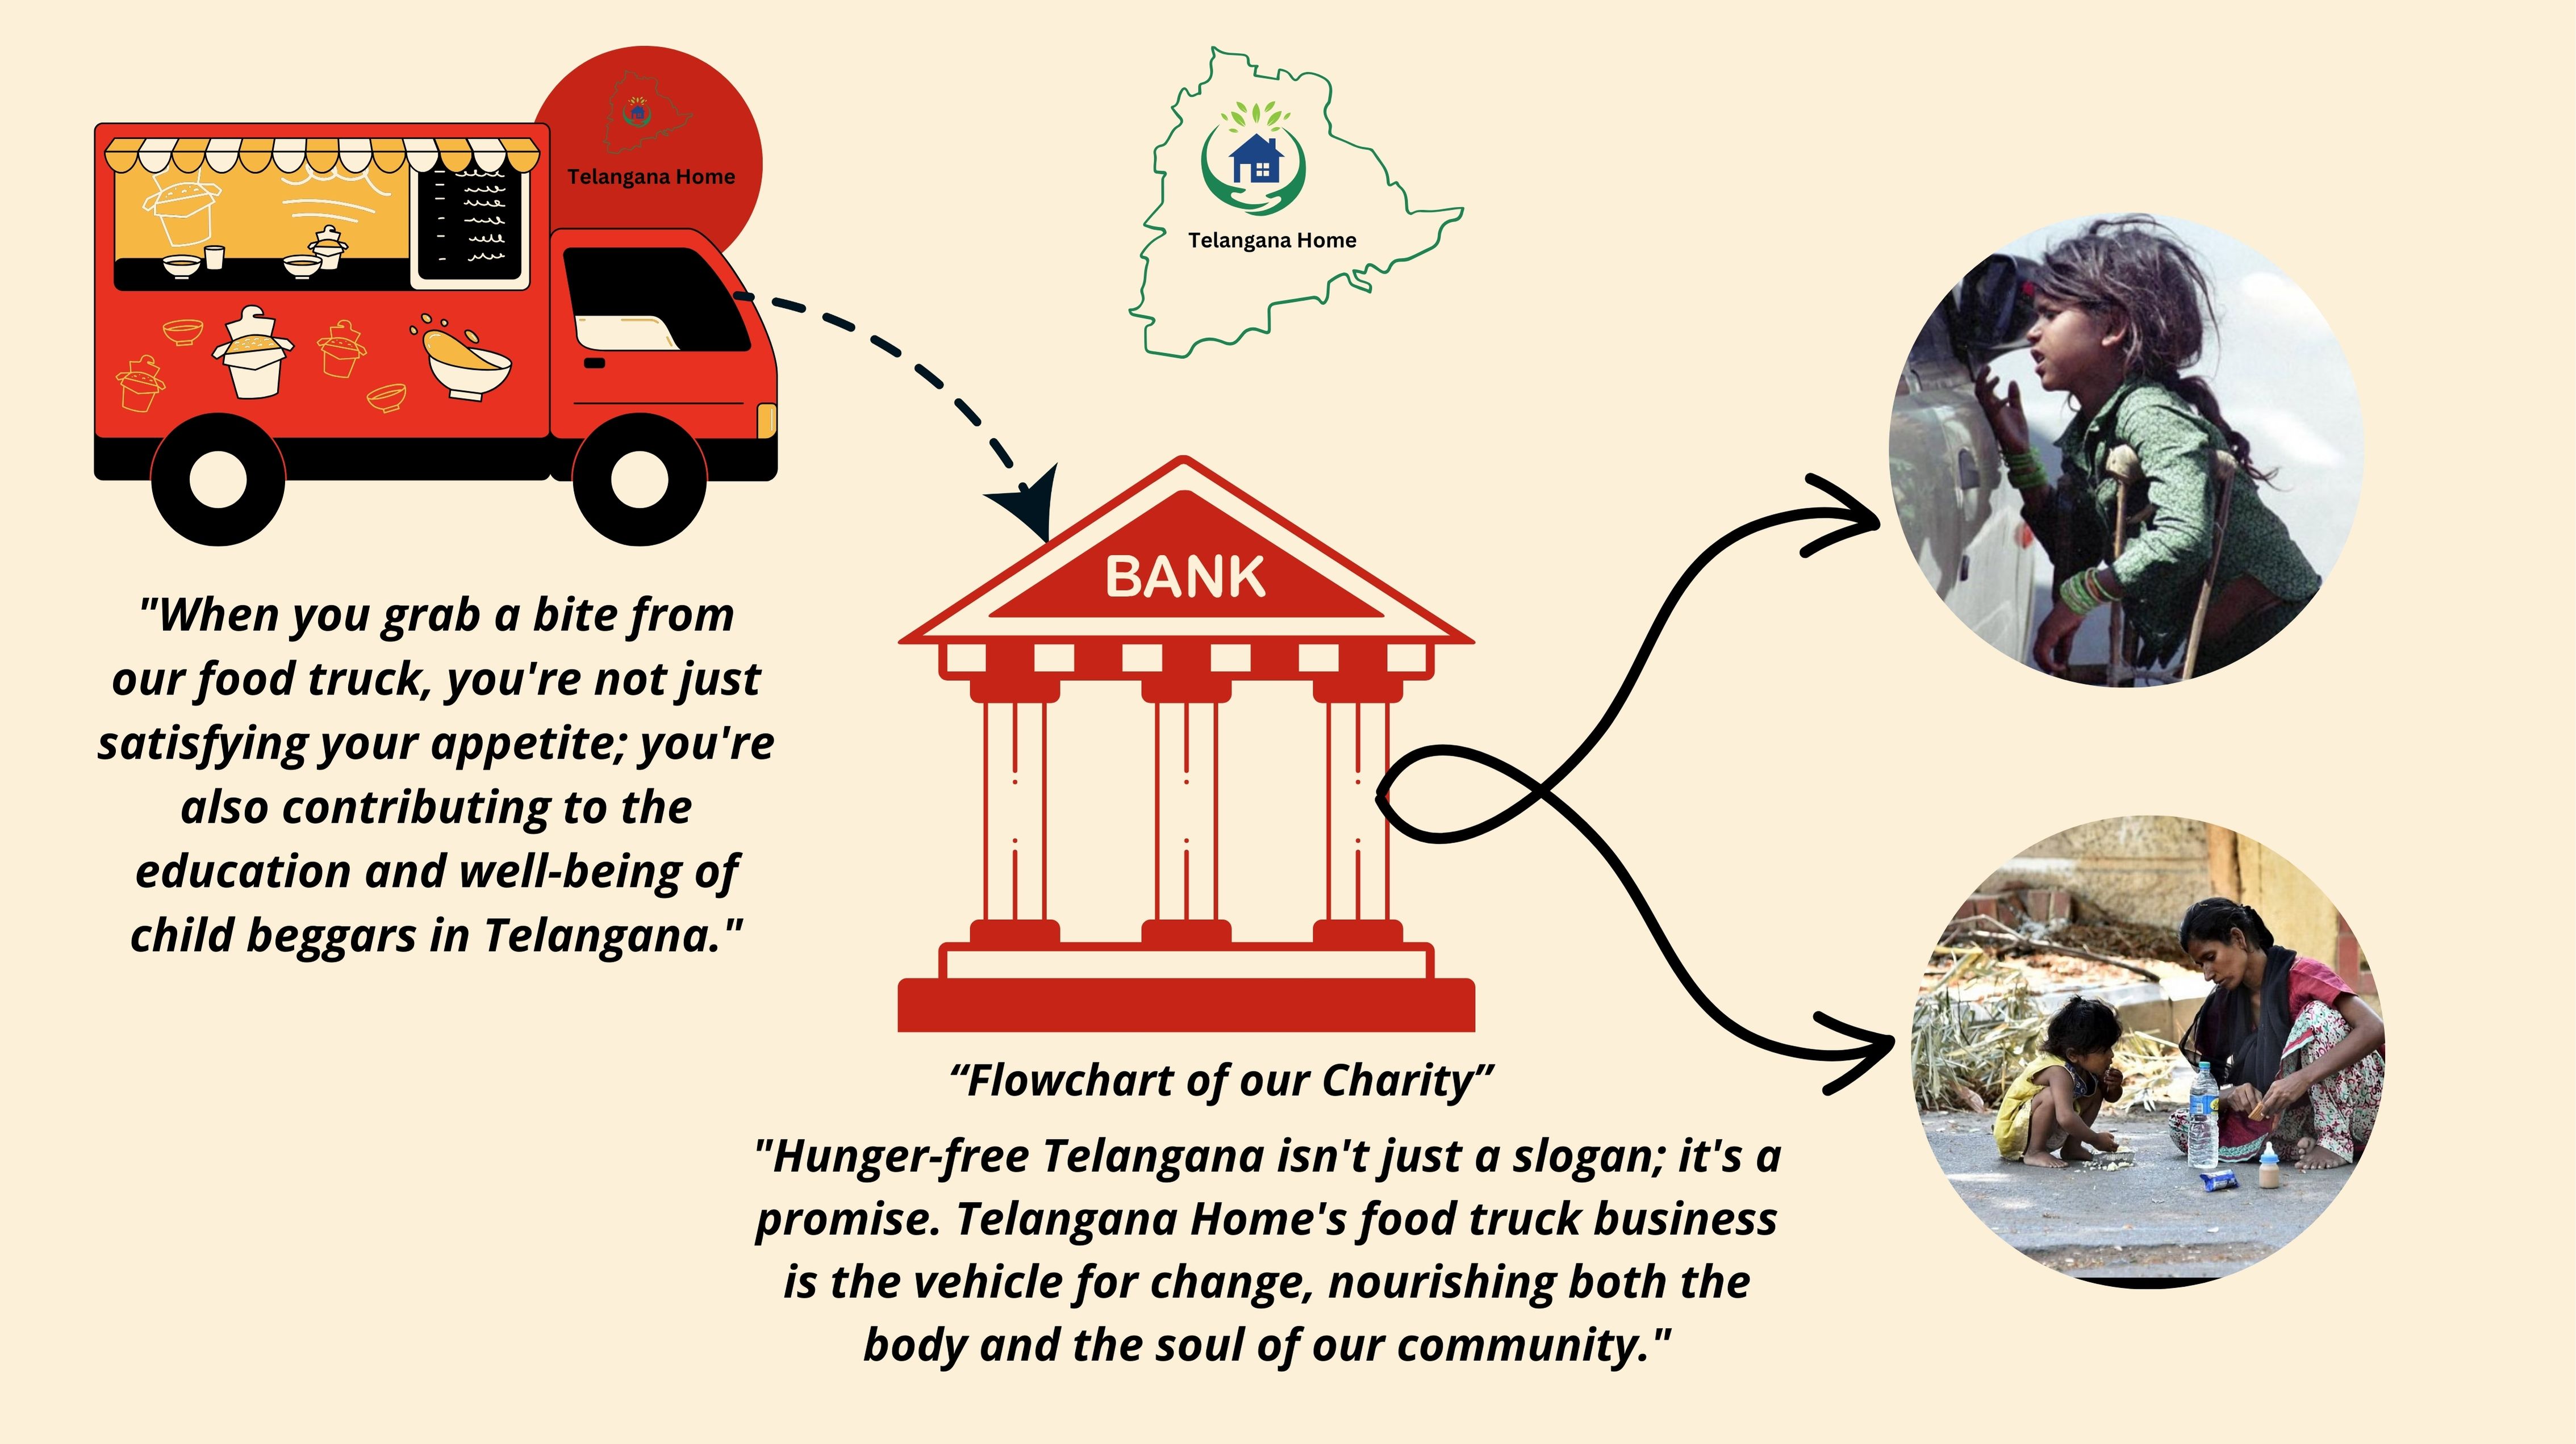 Telangana Home
Telangana Home
BANK
"When you grab a bite from
our food truck, you're not just
satisfying your appetite; you're
also contributing to the
education and well-being of
child beggars in Telangana."
“Flowchart of our Charity”
"Hunger-free Telangana isn't just a slogan; it's a
promise. Telangana Home's food truck business
is the vehicle for change, nourishing both the
body and the soul of our community."